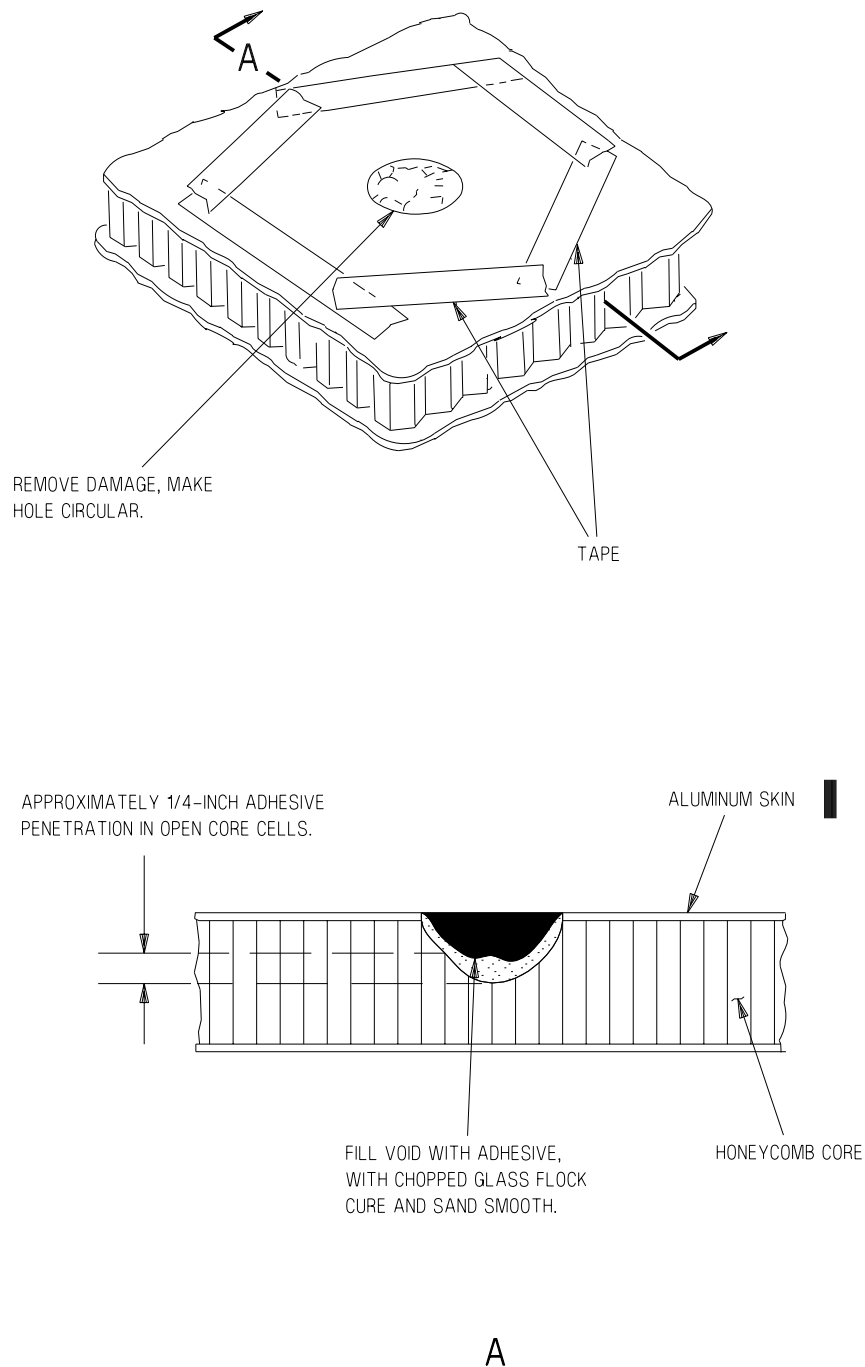 A
REMOVE DAMAGE, MAKE
HOLE CIRCULAR.
TAPE
APPROXIMATELY 1/4-INCH ADHESIVE
PENETRATION IN OPEN CORE CELLS.
ALUMINUM SKIN
FILL VOID WITH ADHESIVE,
WITH CHOPPED GLASS FLOCK
CURE AND SAND SMOOTH.
HONEYCOMB CORE
A